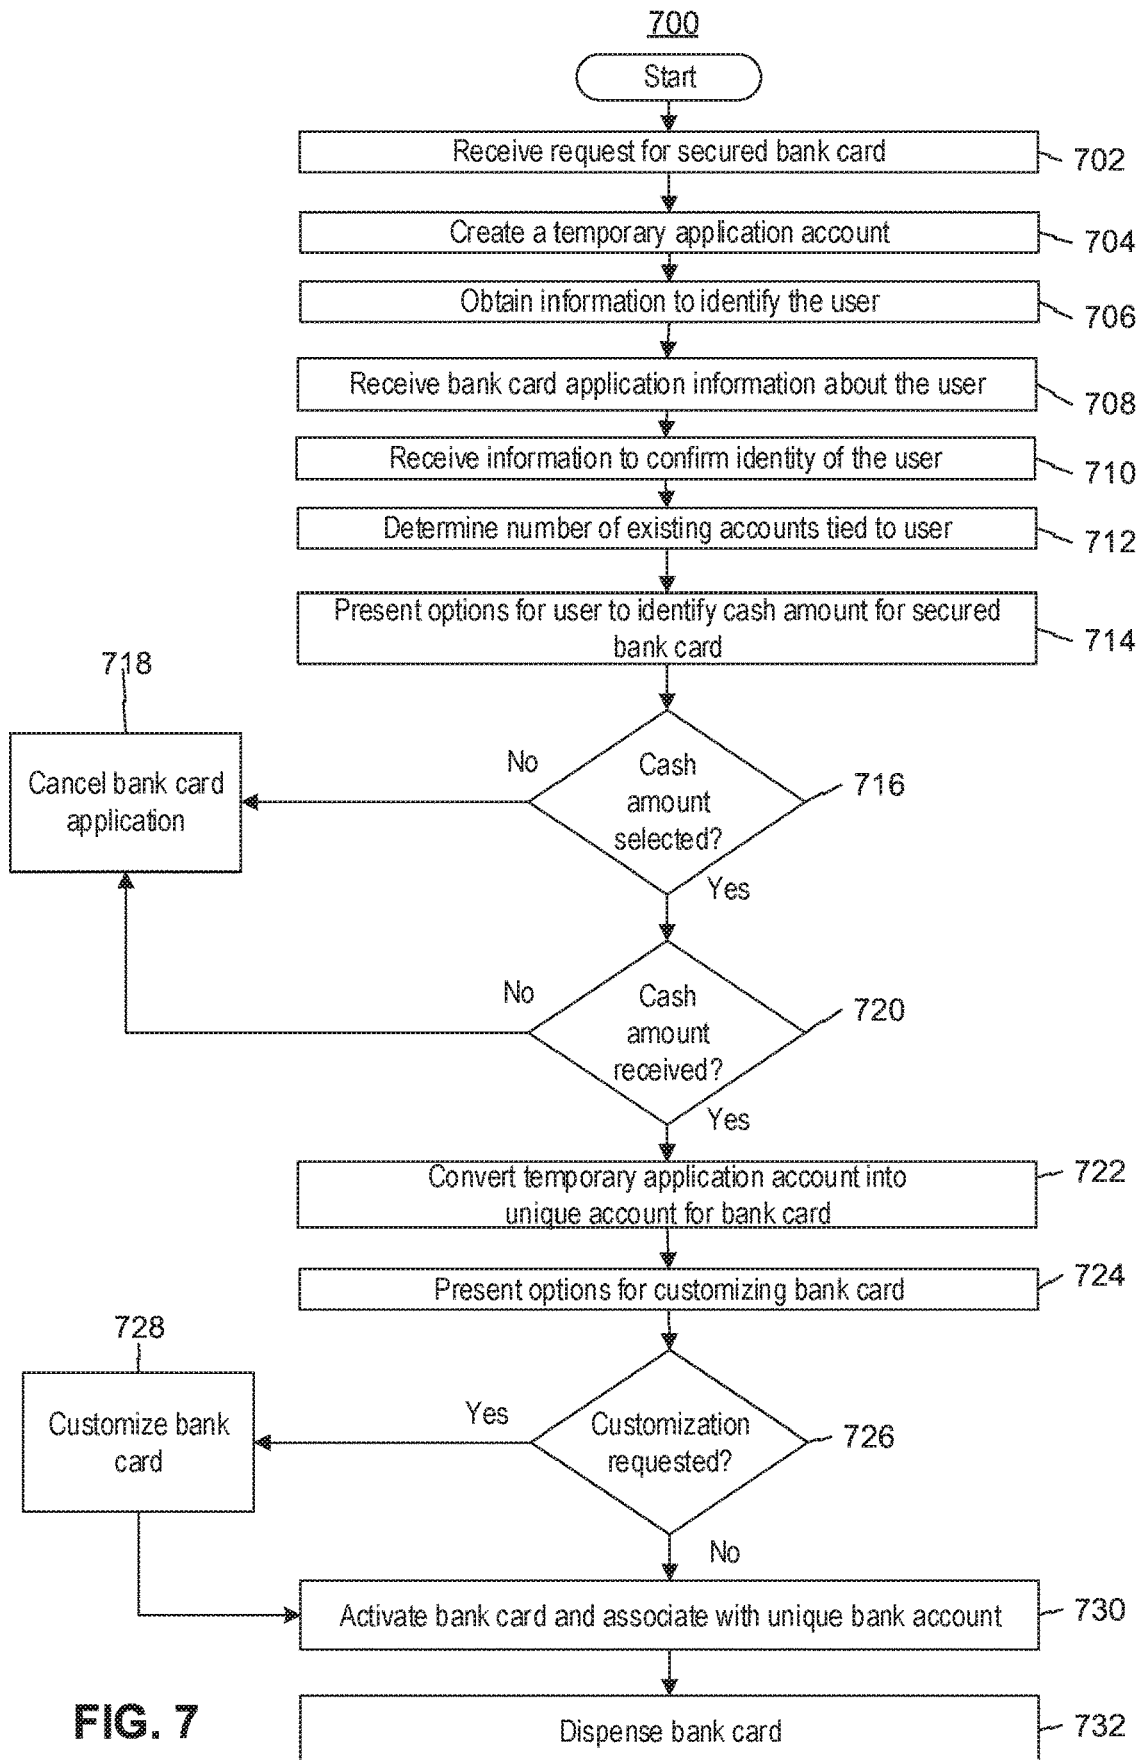 700
Start
Receive request for secured bank card
702
Create a temporary application account
704
Obtain information to identify the user
706
Receive bank card application information about the user
708
Receive information to confirm identity of the user
710
Determine number of existing accounts tied to user
712
Present options for user to identify cash amount for secured
bank card
714
718
Cancel bank card
application
No
Cash
amount
selected?
716
Yes
No
Cash
amount
received?
720
Yes
Convert temporary application account into
unique account for bank card
722
Present options for customizing bank card
724
728
Customize bank
card
Yes
Customization
requested?
726
No
Activate bank card and associate with unique bank account
730
FIG. 7
Dispense bank card
732